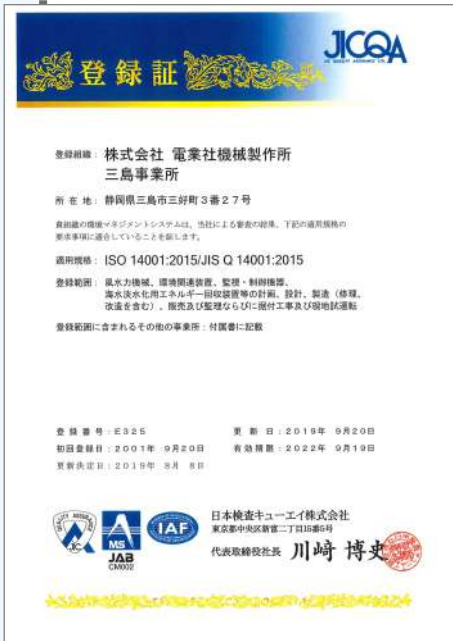 JICQA
JIC QUALITY ASSURANCE LTD.
登録証
登録組織: 株式会社 電業社機械製作所
三島事業所
所在地: 静岡県三島市三好町3番27号
貴組織の環境マネジメントシステムは、当社による審査の結果、下記の適用規格の
要求事項に適合していることを証します。
適用規格: ISO 14001:2015/JIS Q 14001:2015
登録範囲: 風水力機械、環境関連装置、監視・制御機器、
海水淡水化用エネルギー回収装置等の計画、設計、製造(修理、
改造を含む)、販売及び監理ならびに据付工事及び現地試運転
登録範囲に含まれるその他の事業所:付属書に記載
登録番号:E325
更新日:2019年 9月20日
初回登録日:2001年 9月20日
有効期限:2022年 9月19日
更新決定日:2019年 8月 8日
QUALITY ASSURANCE
JIC
MS
JAB
CM002
IAF
日本検査キューエイ株式会社
東京都中央区新富二丁目15番5号
代表取締役社長 川﨑 博史